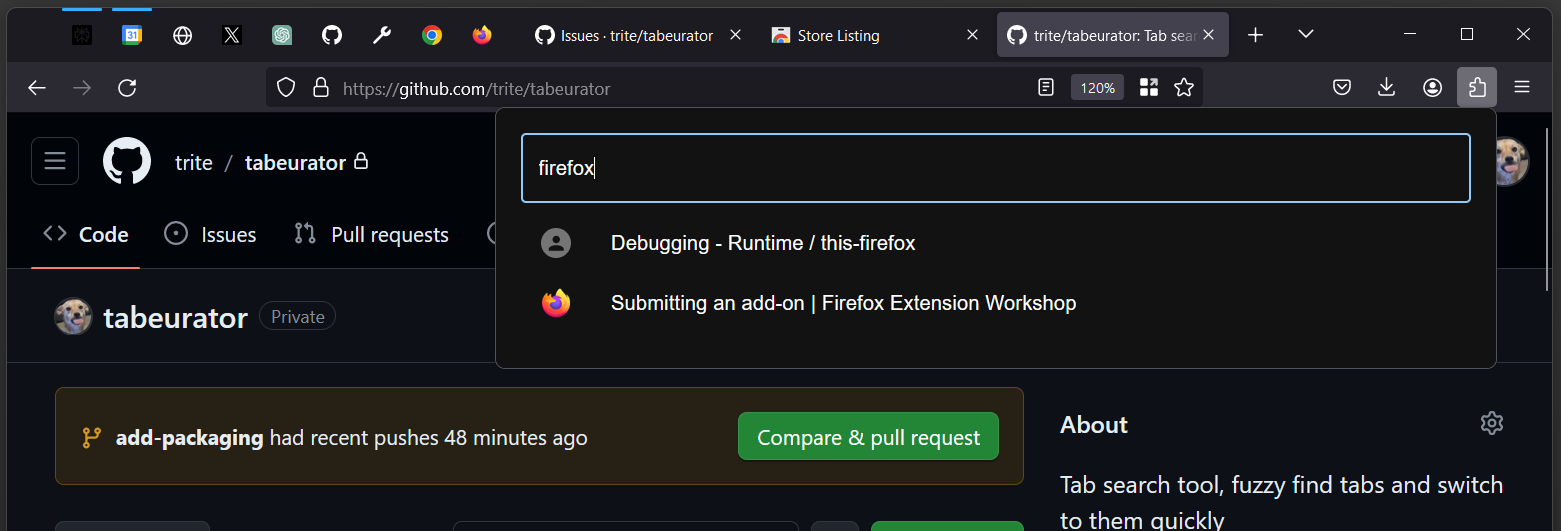 31
Issues · trite/tabeurator
Store Listing
trite/tabeurator: Tab sear
https://github.com/trite/tabeurator
120%
firefox
trite / tabeurator
Debugging - Runtime / this-firefox
Code
Issues
Pull requests
Submitting an add-on | Firefox Extension Workshop
tabeurator
Private
add-packaging had recent pushes 48 minutes ago
Compare & pull request
About
Tab search tool, fuzzy find tabs and switch
to them quickly